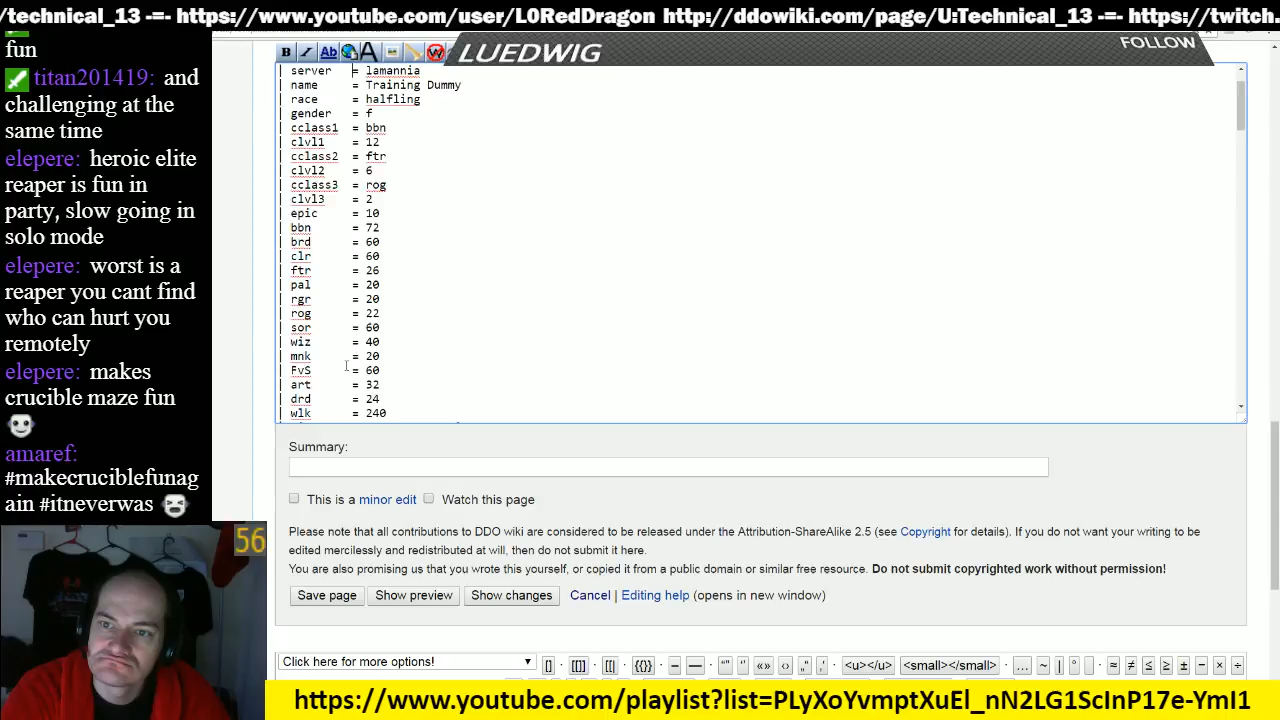 /technical_13 -=- https://www.youtube.com/user/L0RedDragon http://ddowiki.com/page/U:Technical_13 -=- https://twitch.
fun
titan201419: and
challenging at the
same time
elepere: heroic elite
reaper is fun in
party, slow going in
solo mode
elepere: worst is a
reaper you cant find
who can hurt you
remotely
elepere: makes
crucible maze fun
amaref:
#makecruciblefunag
ain #itneverwas
56
B I Ab A W
LUEDWIG
FOLLOW
| server = lamannia
| name = Training Dummy
| race = halfling
| gender = f
| cclass1 = bbn
| clvl1 = 12
| cclass2 = ftr
| clvl2 = 6
| cclass3 = rog
| clvl3 = 2
| epic = 10
| bbn = 72
| brd = 60
| clr = 60
| ftr = 26
| pal = 20
| rgr = 20
| rog = 22
| sor = 60
| wiz = 40
| mnk = 20
| FvS = 60
| art = 32
| drd = 24
| wlk = 240
Summary:
This is a minor edit Watch this page
Please note that all contributions to DDO wiki are considered to be released under the Attribution-ShareAlike 2.5 (see Copyright for details). If you do not want your writing to be
edited mercilessly and redistributed at will, then do not submit it here.
You are also promising us that you wrote this yourself, or copied it from a public domain or similar free resource. Do not submit copyrighted work without permission!
Save page Show preview Show changes Cancel | Editing help (opens in new window)
Click here for more options! [] [[]] [[| {{}} · – — · “” ‘’ «» ‹› „“ ‚‘ · <u></u> <small></small> · … ~ | ° · ≈ ≠ ≤ ≥ ± − × ÷
https://www.youtube.com/playlist?list=PLyXoYvmptXuEl_nN2LG1ScInP17e-YmI1